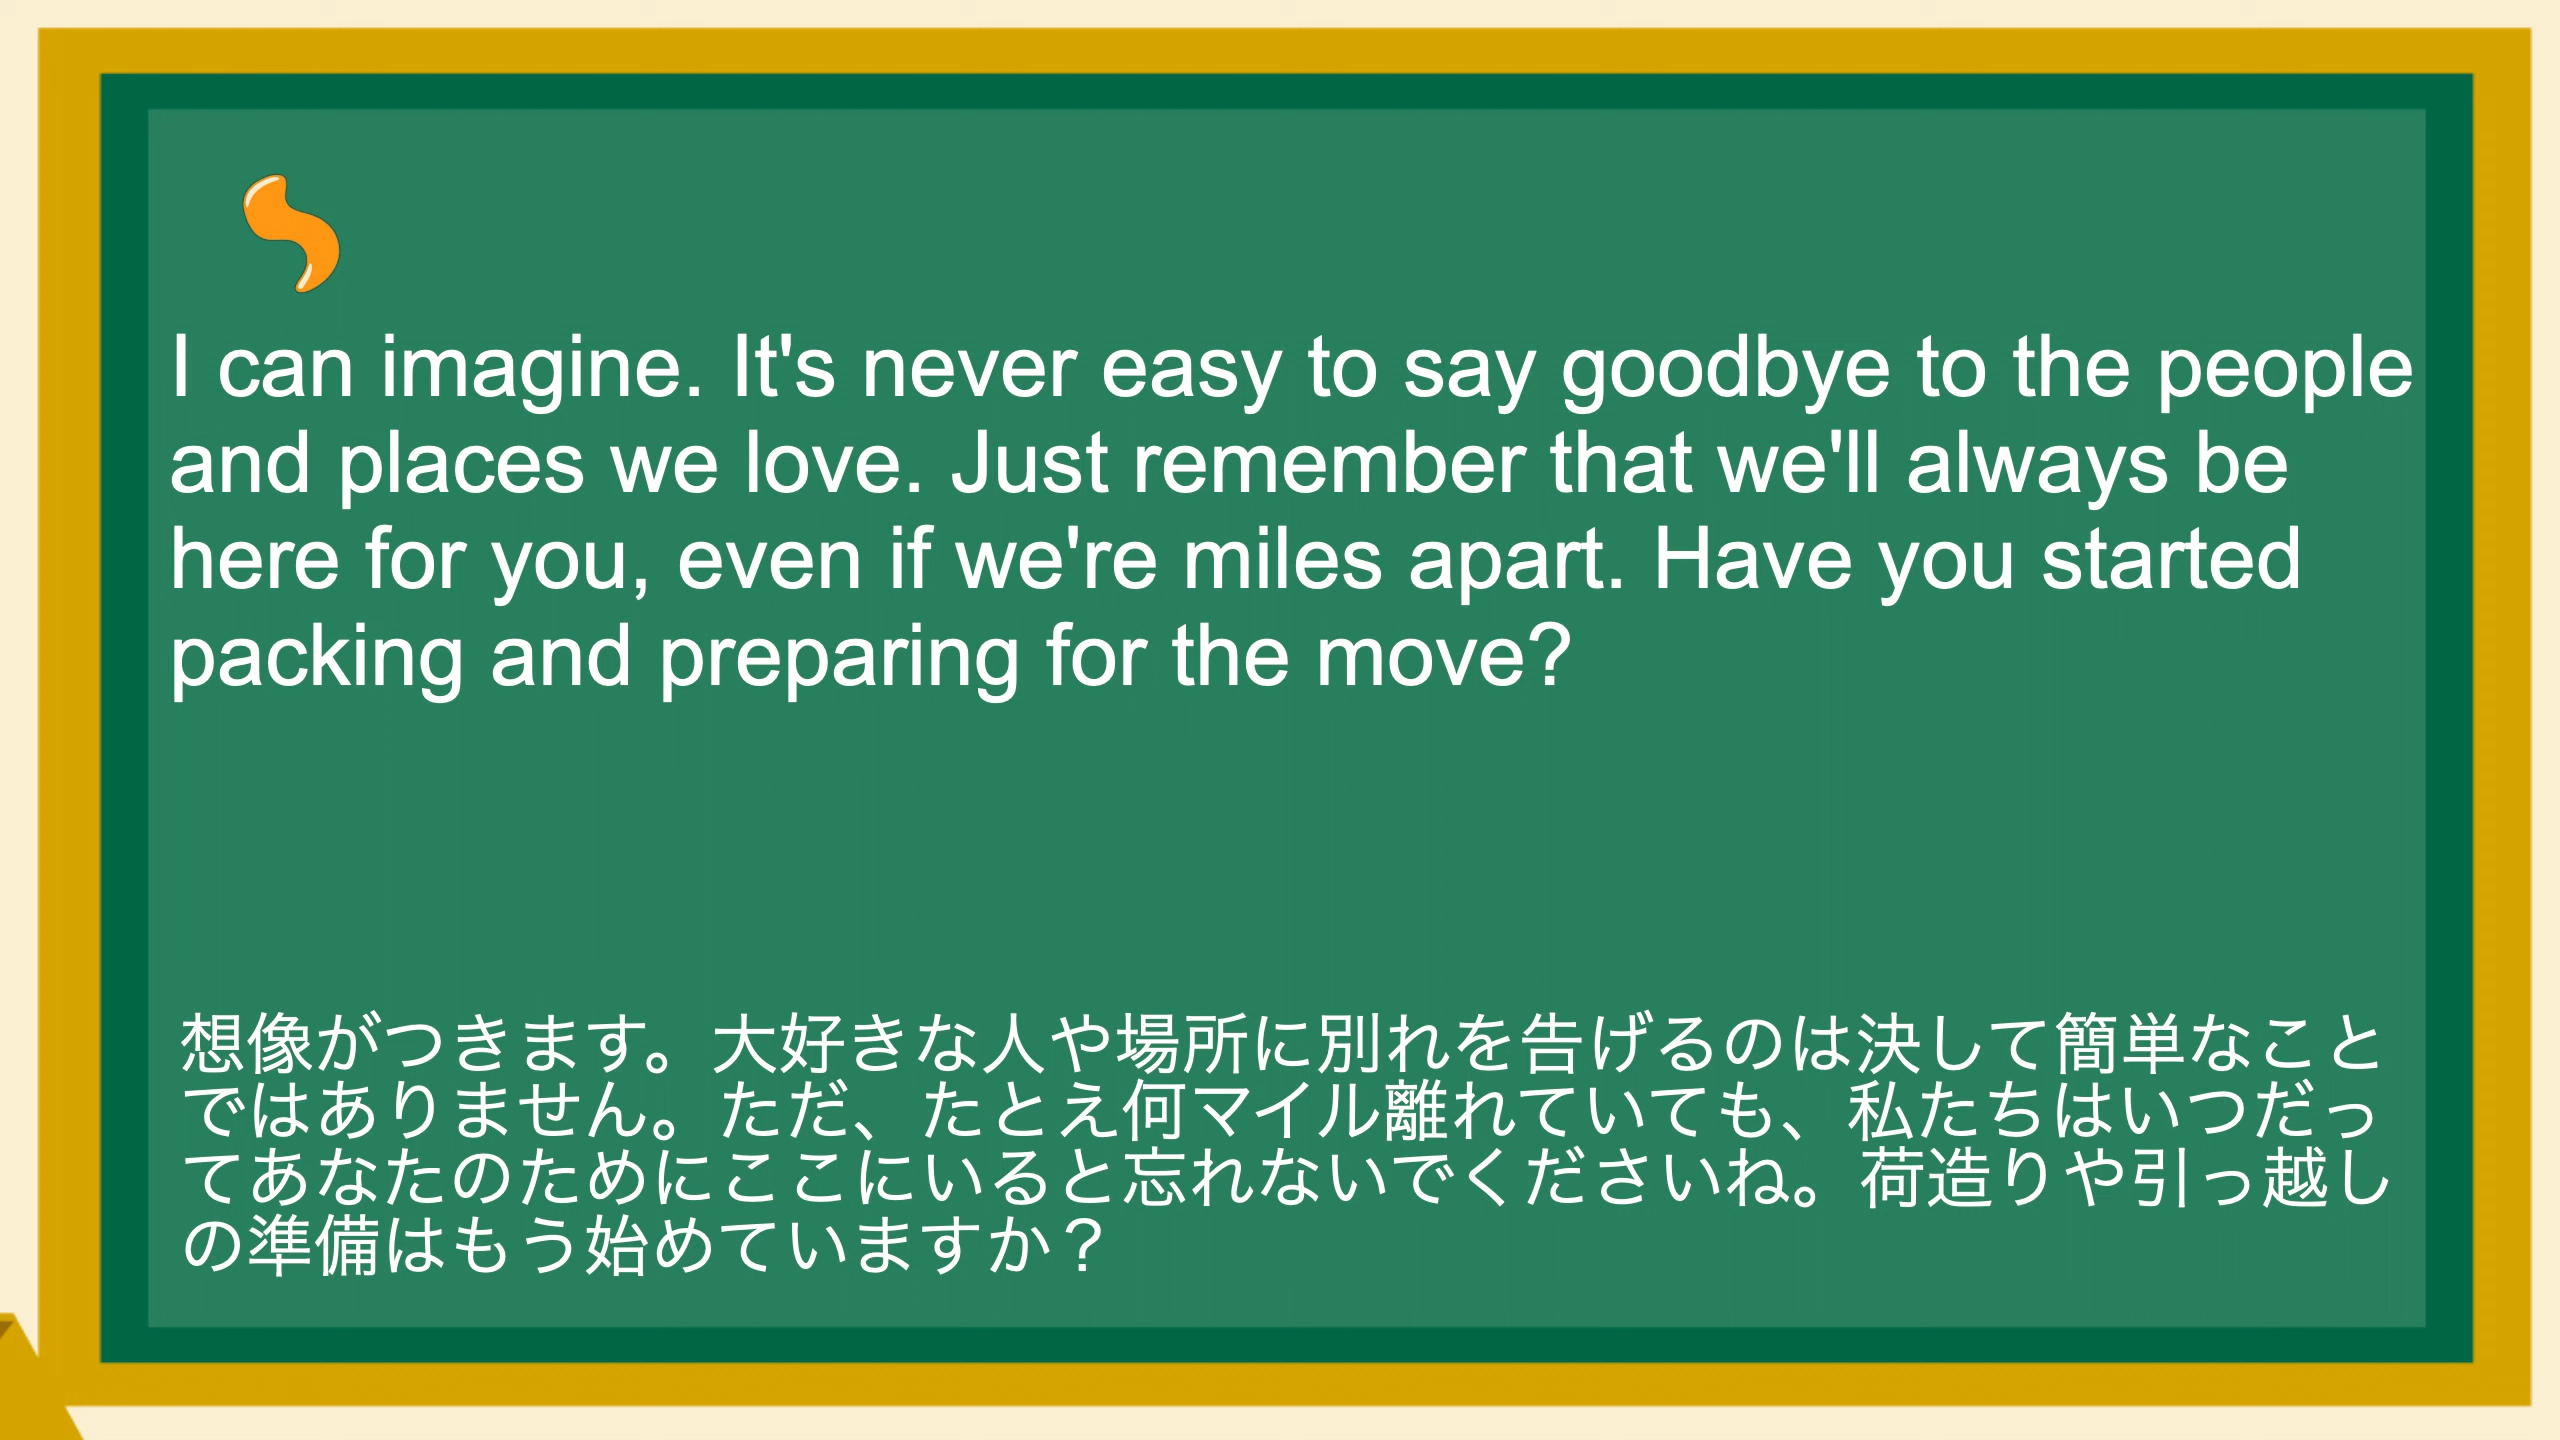 I can imagine. It's never easy to say goodbye to the people
and places we love. Just remember that we'll always be
here for you, even if we're miles apart. Have you started
packing and preparing for the move?
想像がつきます。大好きな人や場所に別れを告げるのは決して簡単なこと
ではありません。ただ、たとえ何マイル離れていても、私たちはいつだっ
てあなたのためにここにいると忘れないでくださいね。荷造りや引っ越し
の準備はもう始めていますか？